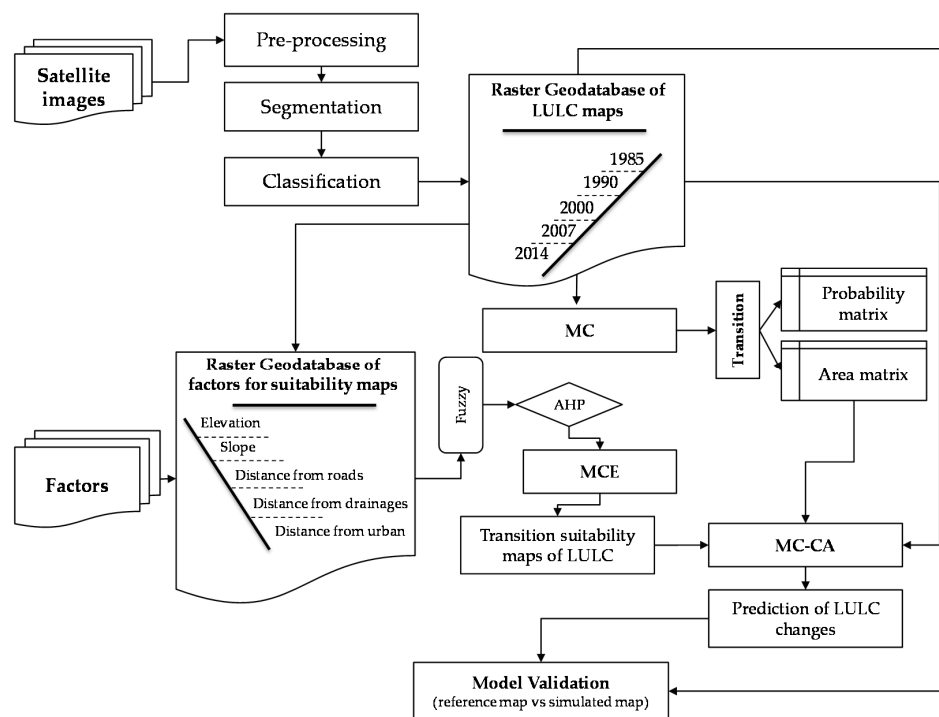 Pre-processing
Satellite
images
Segmentation
Classification
Raster Geodatabase of
LULC maps
1985
1990
2000
2007
2014
MC
Transition
Probability
matrix
Area matrix
Raster Geodatabase of
factors for suitability maps
Elevation
Slope
Distance from roads
Distance from drainages
Distance from urban
Factors
Fuzzy
AHP
MCE
Transition suitability
maps of LULC
MC-CA
Prediction of LULC
changes
Model Validation
(reference map vs simulated map)